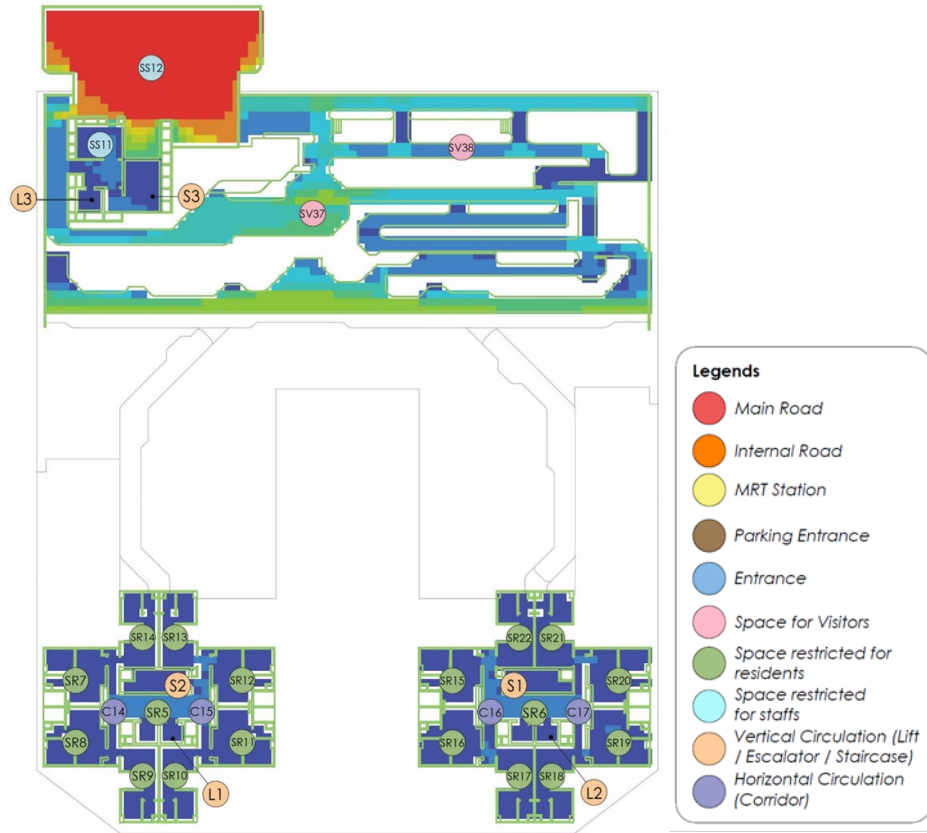 SS12
SS11
SV38
L3
S3
SV37
Legends
Main Road
Internal Road
MRT Station
Parking Entrance
Entrance
Space for Visitors
Space restricted for
residents
Space restricted
for staffs
Vertical Circulation (Lift
/ Escalator / Staircase)
Horizontal Circulation
(Corridor)
SR14 SR13
SR22 SR21
SR7 S2 SR12
SR15 S1 SR20
C14 SR5 C15
C16 SR6 C17
SR8 SR11
SR16 SR19
SR9 SR10
SR17 SR18
L1
L2